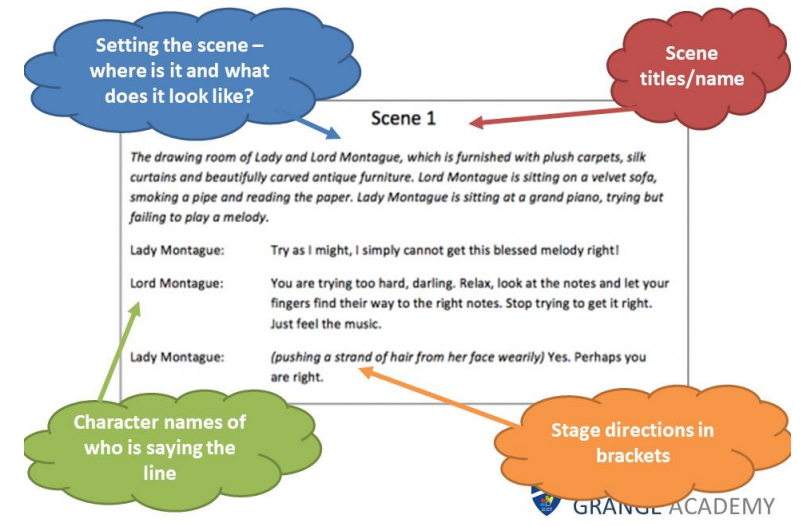 Setting the scene –
where is it and what
does it look like?
Scene
titles/name
Scene 1
The drawing room of Lady and Lord Montague, which is furnished with plush carpets, silk
curtains and beautifully carved antique furniture. Lord Montague is sitting on a velvet sofa,
smoking a pipe and reading the paper. Lady Montague is sitting at a grand piano, trying but
failing to play a melody.
Lady Montague: Try as I might, I simply cannot get this blessed melody right!
Lord Montague: You are trying too hard, darling. Relax, look at the notes and let your
fingers find their way to the right notes. Stop trying to get it right.
Just feel the music.
Lady Montague: (pushing a strand of hair from her face wearily) Yes. Perhaps you
are right.
Character names of
who is saying the
line
Stage directions in
brackets
GRANGE ACADEMY